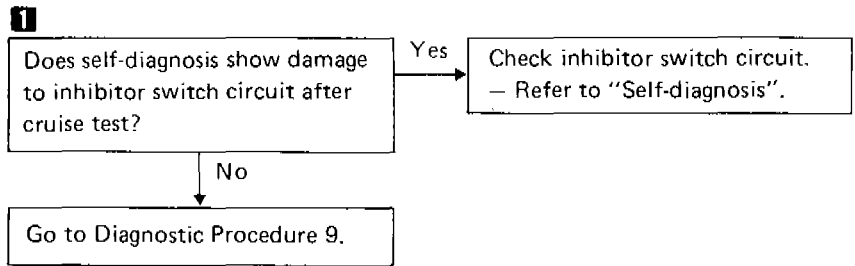 1
Does self-diagnosis show damage
to inhibitor switch circuit after
cruise test?
Yes
Check inhibitor switch circuit.
— Refer to "Self-diagnosis".
No
Go to Diagnostic Procedure 9.